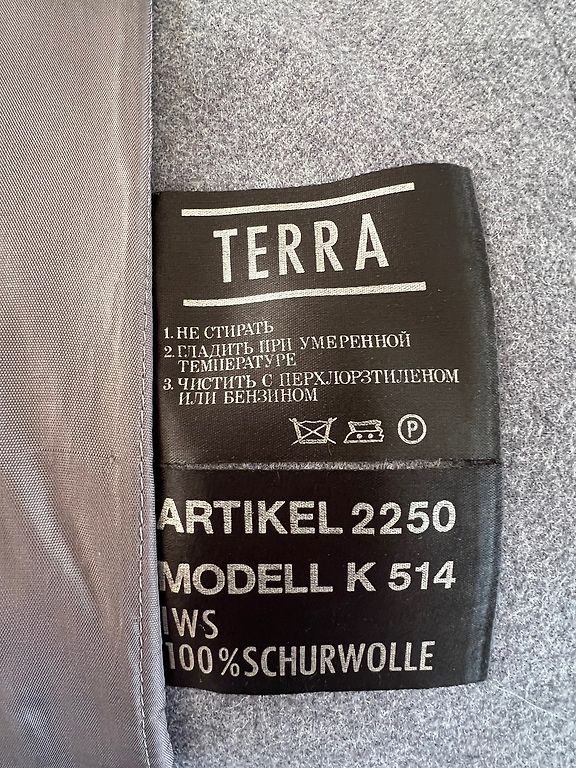 TERRA
1. НЕ СТИРАТЬ
2. ГЛАДИТЬ ПРИ УМЕРЕННОЙ
ТЕМПЕРАТУРЕ
3. ЧИСТИТЬ С ПЕРХЛОРЗТИЛЕНОМ
ИЛИ БЕНЗИНОМ
P
ARTIKEL 2250
MODELL K 514
IWS
100%SCHURWOLLE